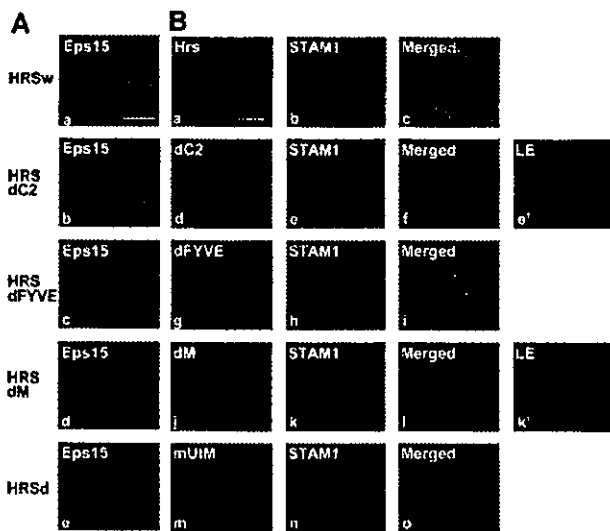 A B
Eps15 Hrs STAM1 Merged
HRSw
a a b c
Eps15 dC2 STAM1 Merged LE
HRS
dC2
b d e f e'
Eps15 dFYVE STAM1 Merged
HRS
dFYVE
c g h i
Eps15 dM STAM1 Merged LE
HRS
dM
d j k l k'
Eps15 mUIM STAM1 Merged
HRSd
e m n o